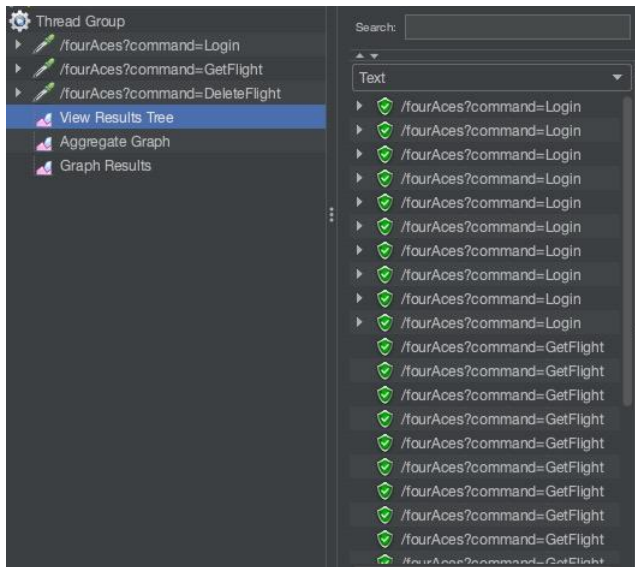 Thread Group
/fourAces?command=Login
/fourAces?command=GetFlight
/fourAces?command=DeleteFlight
View Results Tree
Aggregate Graph
Graph Results
Search:
Text
/fourAces?command=Login
/fourAces?command=Login
/fourAces?command=Login
/fourAces?command=Login
/fourAces?command=Login
/fourAces?command=Login
/fourAces?command=Login
/fourAces?command=Login
/fourAces?command=Login
/fourAces?command=Login
/fourAces?command=GetFlight
/fourAces?command=GetFlight
/fourAces?command=GetFlight
/fourAces?command=GetFlight
/fourAces?command=GetFlight
/fourAces?command=GetFlight
/fourAces?command=GetFlight
/fourAces?command=GetFlight
/fourAces?command=GetFlight
/fourAces?command=GetFlight